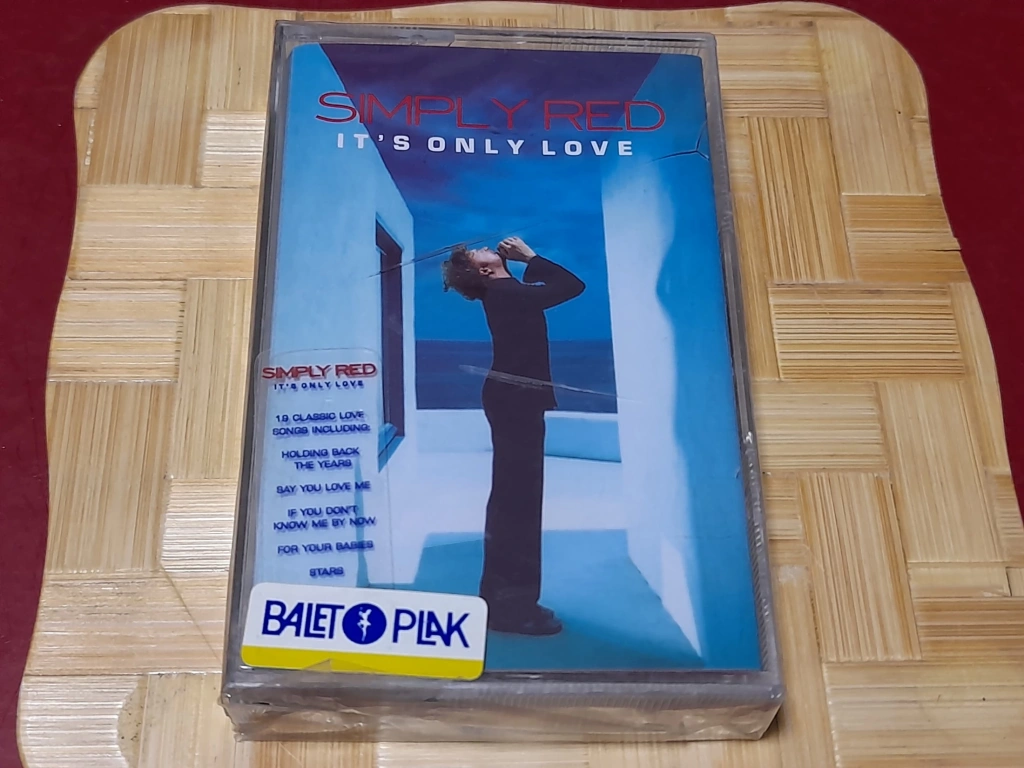 SIMPLY RED
IT'S ONLY LOVE
SIMPLY RED
IT'S ONLY LOVE
19 CLASSIC LOVE
SONGS INCLUDING:
HOLDING BACK
THE YEARS
SAY YOU LOVE ME
IF YOU DON'T
KNOW ME BY NOW
FOR YOUR BABIES
STARS
BALET PLAK